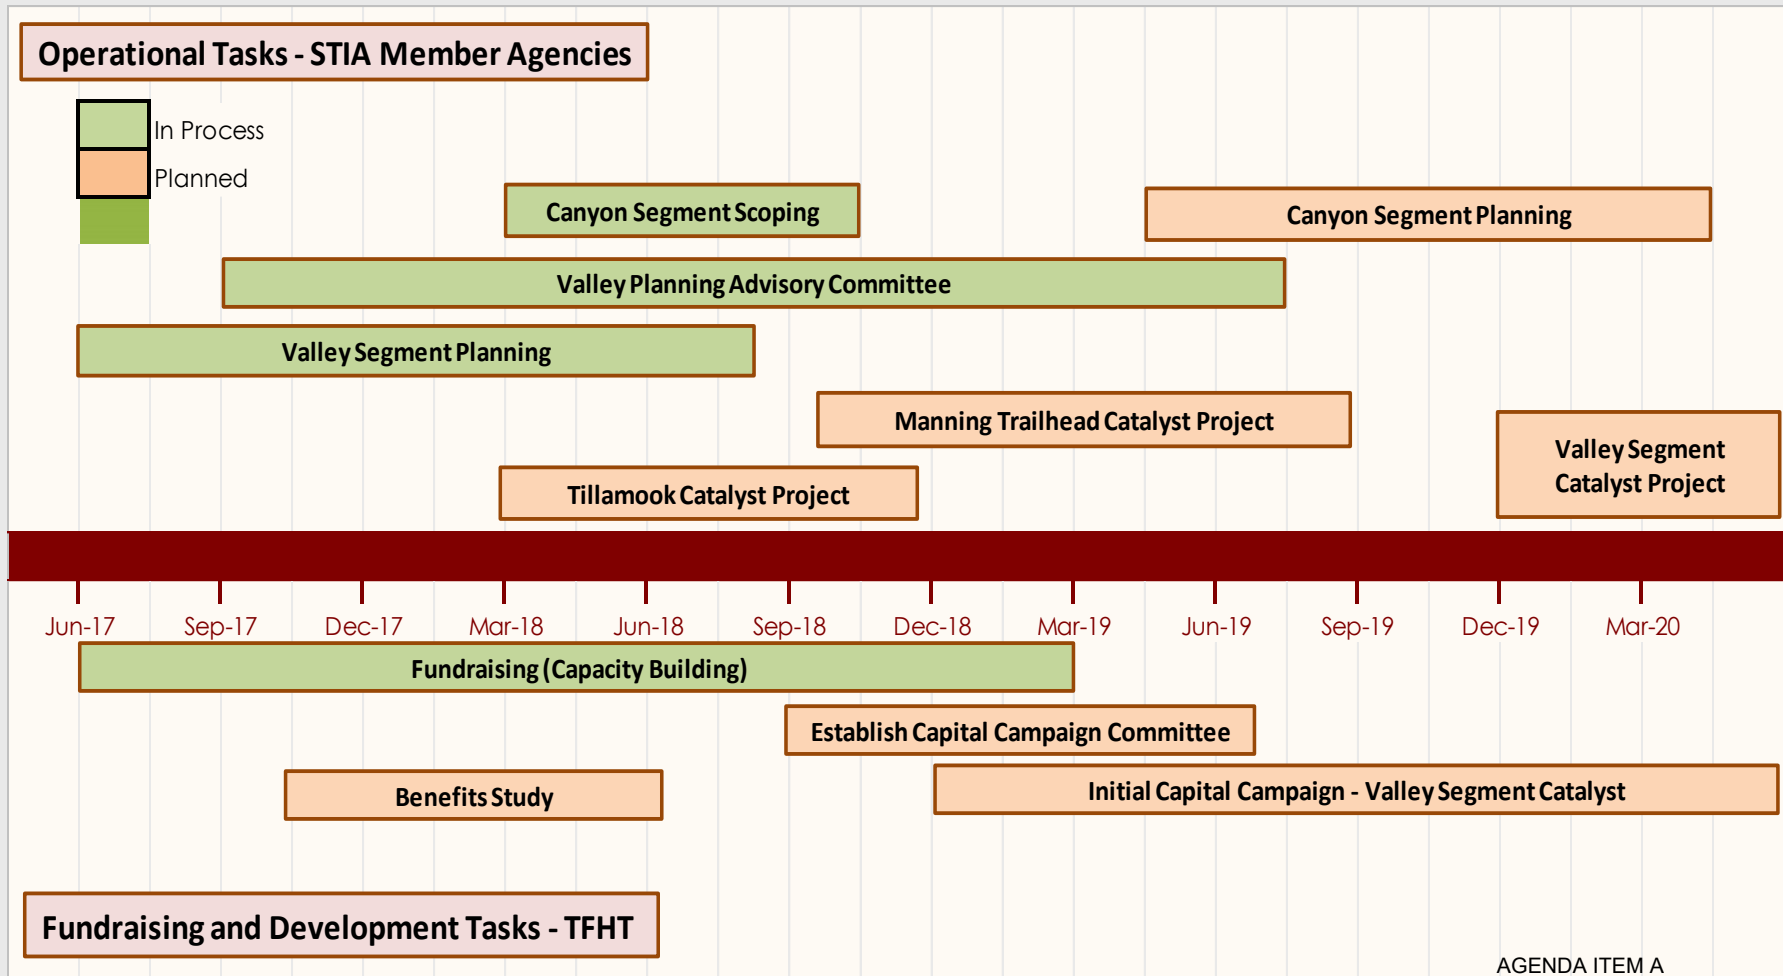 Operational Tasks - STIA Member Agencies
In Process
Planned
Canyon Segment Scoping
Canyon Segment Planning
Valley Planning Advisory Committee
Valley Segment Planning
Manning Trailhead Catalyst Project
Valley Segment
Catalyst Project
Tillamook Catalyst Project
Jun-17 Sep-17 Dec-17 Mar-18 Jun-18 Sep-18 Dec-18 Mar-19 Jun-19 Sep-19 Dec-19 Mar-20
Fundraising (Capacity Building)
Establish Capital Campaign Committee
Benefits Study
Initial Capital Campaign - Valley Segment Catalyst
Fundraising and Development Tasks - TFHT
AGENDA ITEM A